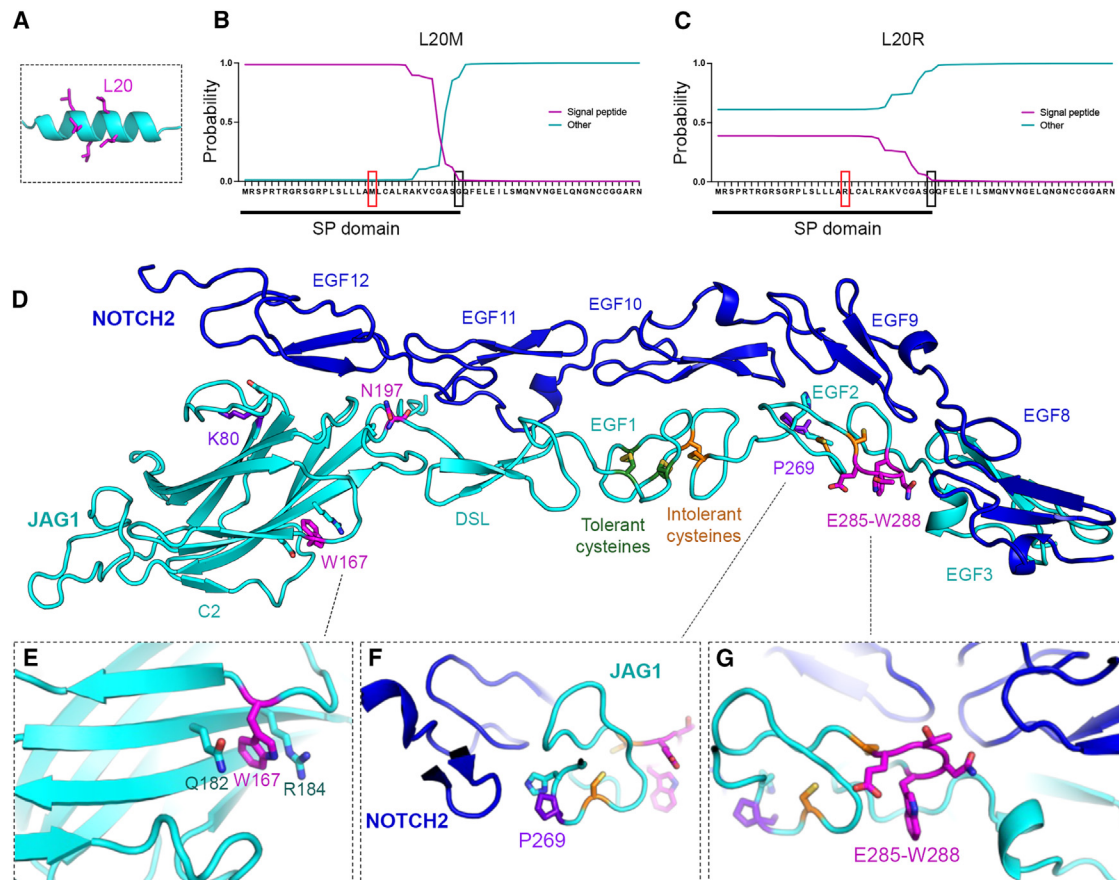 A
L20
B
L20M
Probability
1.0
0.5
0.0
Signal peptide
Other
MRSPRTRGRSGRPLSLLLAMLCALRAKVCGASGQFELEILSMQNVNGELQNGNCCGGARN
SP domain
C
L20R
Probability
1.0
0.5
0.0
Signal peptide
Other
MRSPRTRGRSGRPLSLLLARLCALRAKVCGASGQFELEILSMQNVNGELQNGNCCGGARN
SP domain
D
NOTCH2
EGF12
EGF11
EGF10
EGF9
EGF8
N197
K80
EGF1
EGF2
P269
JAG1
W167
C2
DSL
Tolerant
cysteines
Intolerant
cysteines
E285-W288
EGF3
E
Q182
W167
R184
F
JAG1
P269
NOTCH2
G
E285-W288